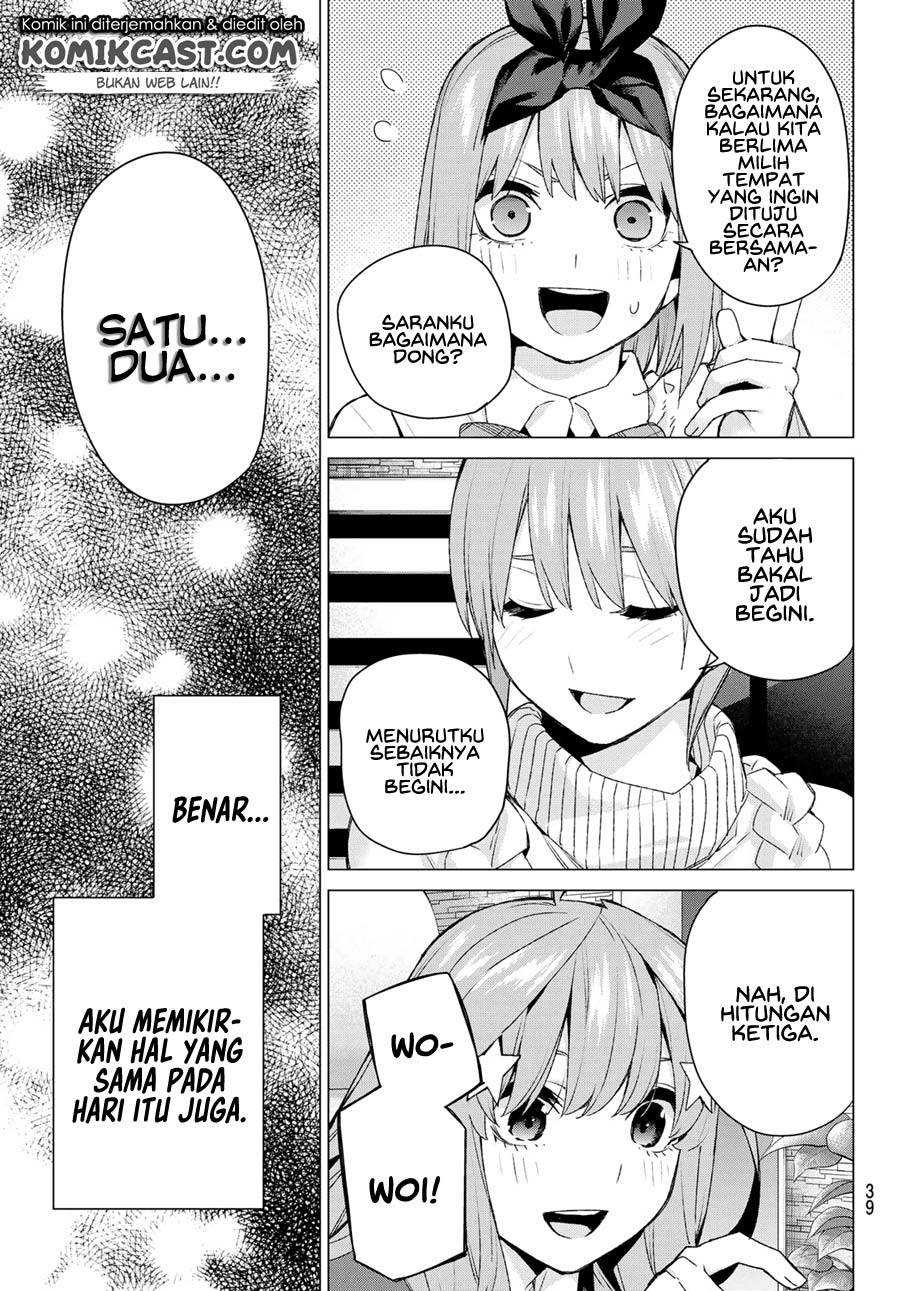 Komik ini diterjemahkan & diedit oleh
KOMIKCAST.COM
BUKAN WEB LAIN!!
UNTUK
SEKARANG,
BAGAIMANA
KALAU KITA
BERLIMA
MILIH
TEMPAT
YANG INGIN
DITUJU
SECARA
BERSAMA-
AN?
SARANKU
BAGAIMANA
DONG?
AKU
SUDAH
TAHU
BAKAL
JADI
BEGINI.
MENURUTKU
SEBAIKNYA
TIDAK
BEGINI...
NAH, DI
HITUNGAN
KETIGA.
WO-
WOI!
SATU...
DUA...
BENAR...
AKU MEMIKIR-
KAN HAL YANG
SAMA PADA
HARI ITU JUGA.
39